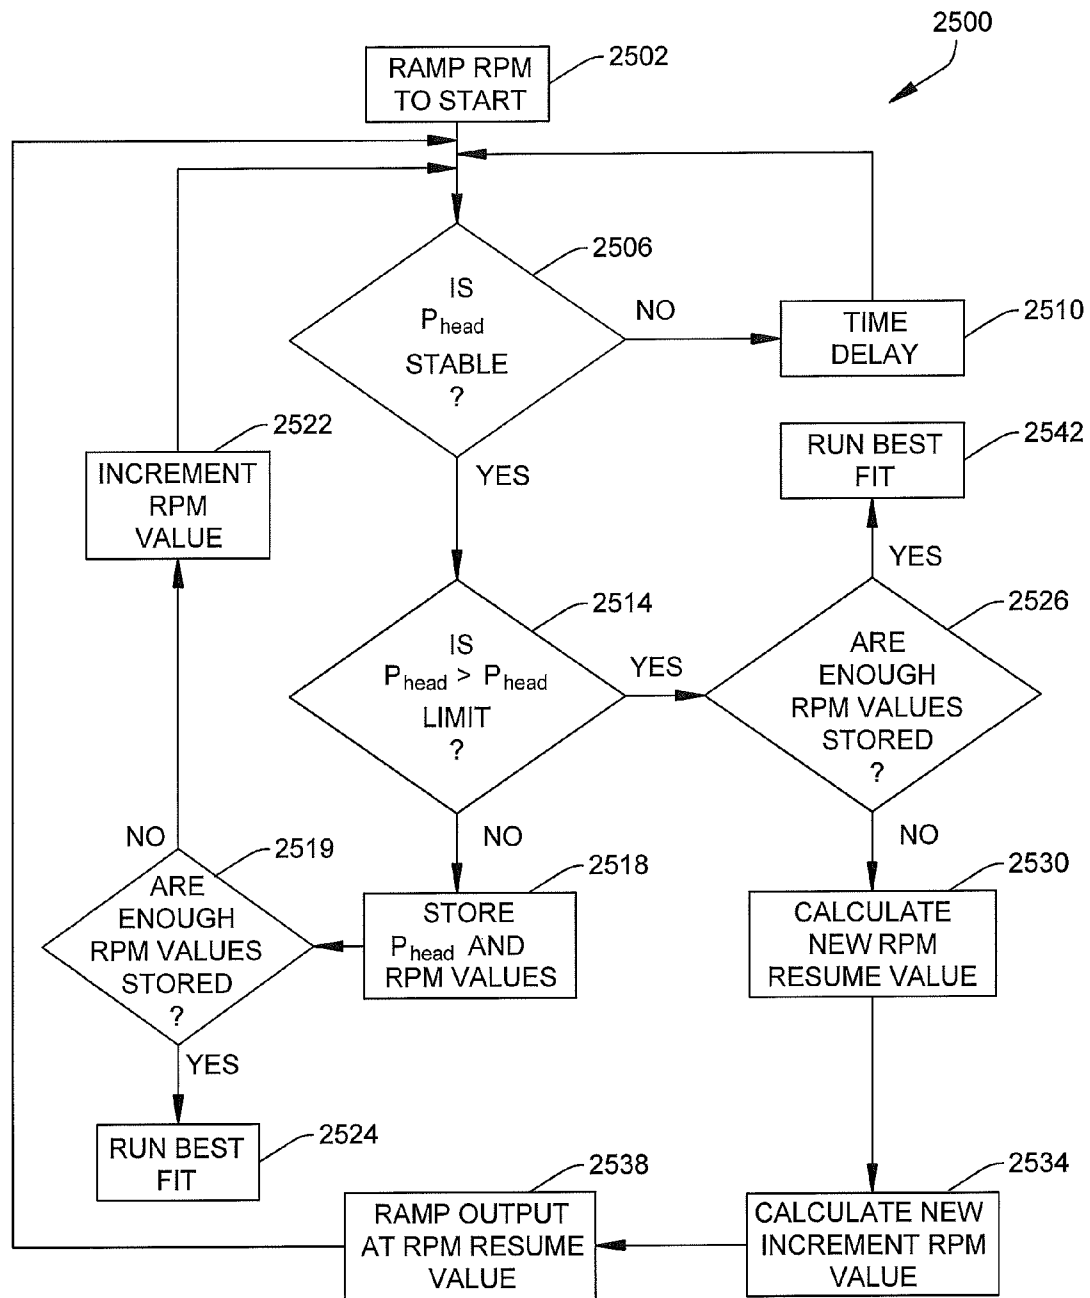 2500
RAMP RPM
TO START
2502
IS
Phead
STABLE
?
2506
NO
TIME
DELAY
2510
YES
INCREMENT
RPM
VALUE
2522
RUN BEST
FIT
2542
YES
IS
Phead > Phead
LIMIT
?
2514
YES
ARE
ENOUGH
RPM VALUES
STORED
?
2526
NO
NO
NO
ARE
ENOUGH
RPM VALUES
STORED
?
2519
STORE
Phead AND
RPM VALUES
2518
CALCULATE
NEW RPM
RESUME VALUE
2530
YES
RUN BEST
FIT
2524
RAMP OUTPUT
AT RPM RESUME
VALUE
2538
CALCULATE NEW
INCREMENT RPM
VALUE
2534